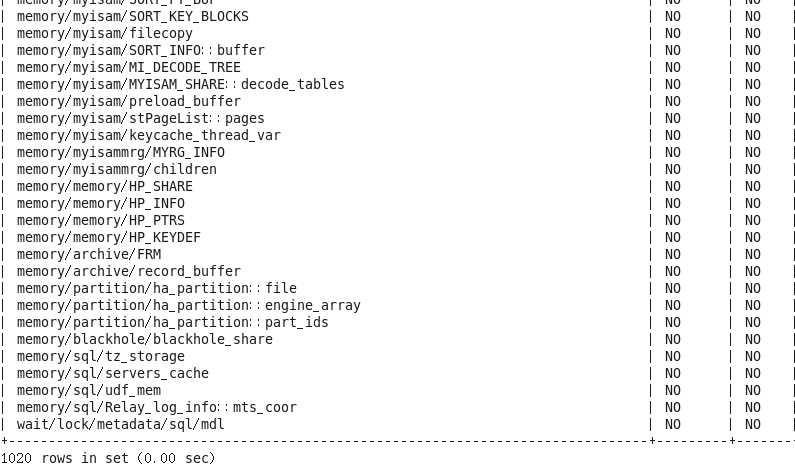 | memory/myisam/SORT_FT_BUF | NO | NO |
| memory/myisam/SORT_KEY_BLOCKS | NO | NO |
| memory/myisam/filecopy | NO | NO |
| memory/myisam/SORT_INFO::buffer | NO | NO |
| memory/myisam/MI_DECODE_TREE | NO | NO |
| memory/myisam/MYISAM_SHARE::decode_tables | NO | NO |
| memory/myisam/preload_buffer | NO | NO |
| memory/myisam/stPageList::pages | NO | NO |
| memory/myisam/keycache_thread_var | NO | NO |
| memory/myisammrg/MYRG_INFO | NO | NO |
| memory/myisammrg/children | NO | NO |
| memory/memory/HP_SHARE | NO | NO |
| memory/memory/HP_INFO | NO | NO |
| memory/memory/HP_PTRS | NO | NO |
| memory/memory/HP_KEYDEF | NO | NO |
| memory/archive/FRM | NO | NO |
| memory/archive/record_buffer | NO | NO |
| memory/partition/ha_partition::file | NO | NO |
| memory/partition/ha_partition::engine_array | NO | NO |
| memory/partition/ha_partition::part_ids | NO | NO |
| memory/blackhole/blackhole_share | NO | NO |
| memory/sql/tz_storage | NO | NO |
| memory/sql/servers_cache | NO | NO |
| memory/sql/udf_mem | NO | NO |
| memory/sql/Relay_log_info::mts_coor | NO | NO |
| wait/lock/metadata/sql/mdl | NO | NO |
+--------------------------------------------------------------------------------+---------+-------+
1020 rows in set (0.00 sec)